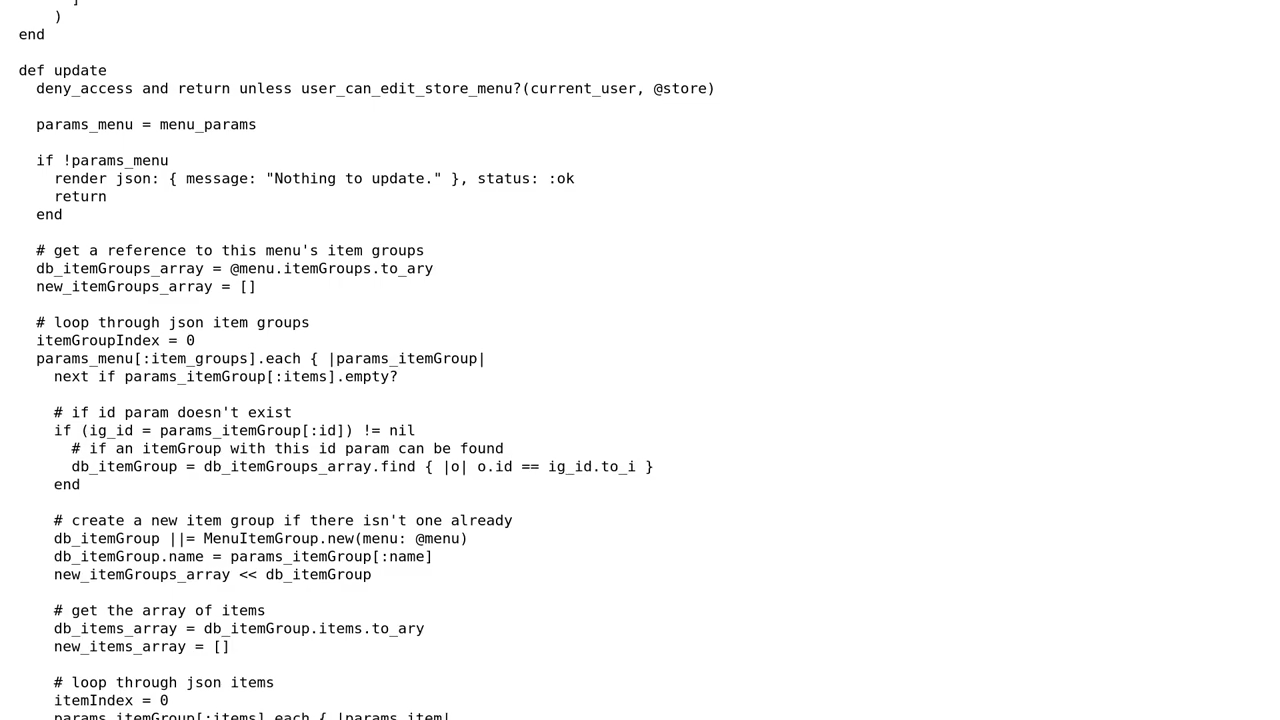 ]
    )
end

def update
  deny_access and return unless user_can_edit_store_menu?(current_user, @store)

  params_menu = menu_params

  if !params_menu
    render json: { message: "Nothing to update." }, status: :ok
    return
  end

  # get a reference to this menu's item groups
  db_itemGroups_array = @menu.itemGroups.to_ary
  new_itemGroups_array = []

  # loop through json item groups
  itemGroupIndex = 0
  params_menu[:item_groups].each { |params_itemGroup|
    next if params_itemGroup[:items].empty?

    # if id param doesn't exist
    if (ig_id = params_itemGroup[:id]) != nil
      # if an itemGroup with this id param can be found
      db_itemGroup = db_itemGroups_array.find { |o| o.id == ig_id.to_i }
    end

    # create a new item group if there isn't one already
    db_itemGroup ||= MenuItemGroup.new(menu: @menu)
    db_itemGroup.name = params_itemGroup[:name]
    new_itemGroups_array << db_itemGroup

    # get the array of items
    db_items_array = db_itemGroup.items.to_ary
    new_items_array = []

    # loop through json items
    itemIndex = 0
    params_itemGroup[:items].each { |params_item|